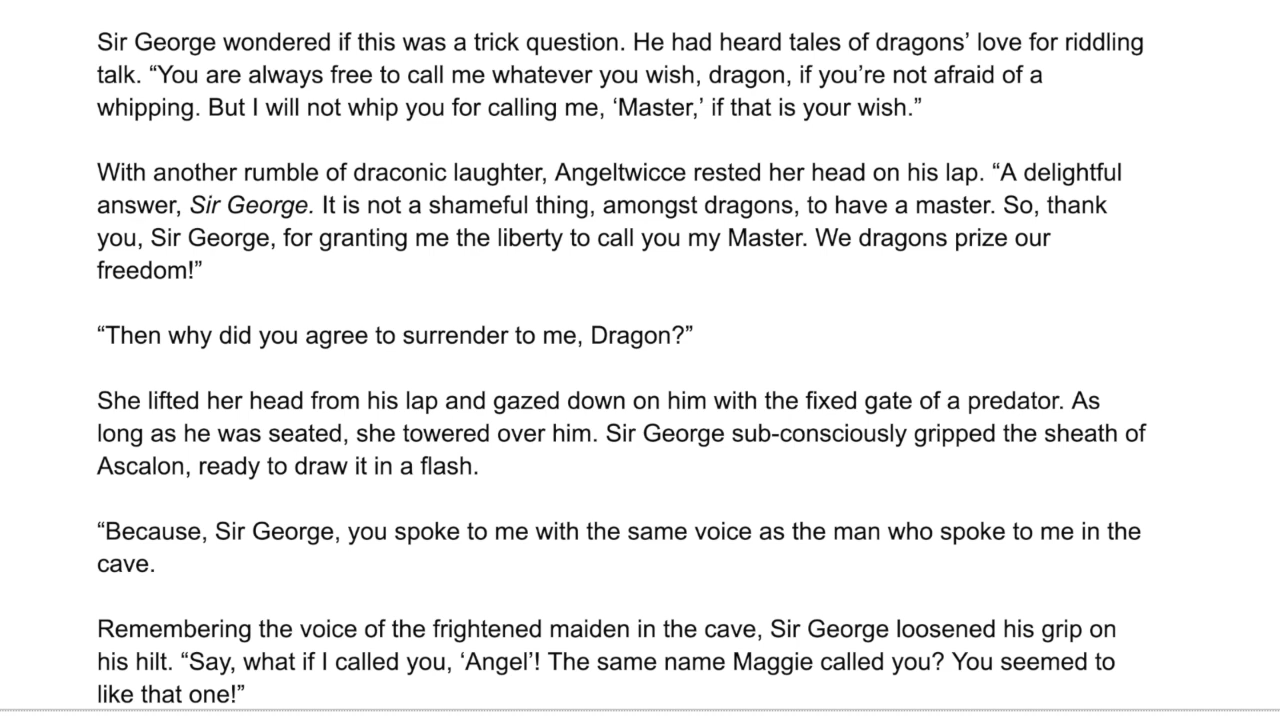 Sir George wondered if this was a trick question. He had heard tales of dragons’ love for riddling
talk. “You are always free to call me whatever you wish, dragon, if you’re not afraid of a
whipping. But I will not whip you for calling me, ‘Master,’ if that is your wish.”
With another rumble of draconic laughter, Angeltwicce rested her head on his lap. “A delightful
answer, Sir George. It is not a shameful thing, amongst dragons, to have a master. So, thank
you, Sir George, for granting me the liberty to call you my Master. We dragons prize our
freedom!”
“Then why did you agree to surrender to me, Dragon?”
She lifted her head from his lap and gazed down on him with the fixed gate of a predator. As
long as he was seated, she towered over him. Sir George sub-consciously gripped the sheath of
Ascalon, ready to draw it in a flash.
“Because, Sir George, you spoke to me with the same voice as the man who spoke to me in the
cave.
Remembering the voice of the frightened maiden in the cave, Sir George loosened his grip on
his hilt. “Say, what if I called you, ‘Angel’! The same name Maggie called you? You seemed to
like that one!”